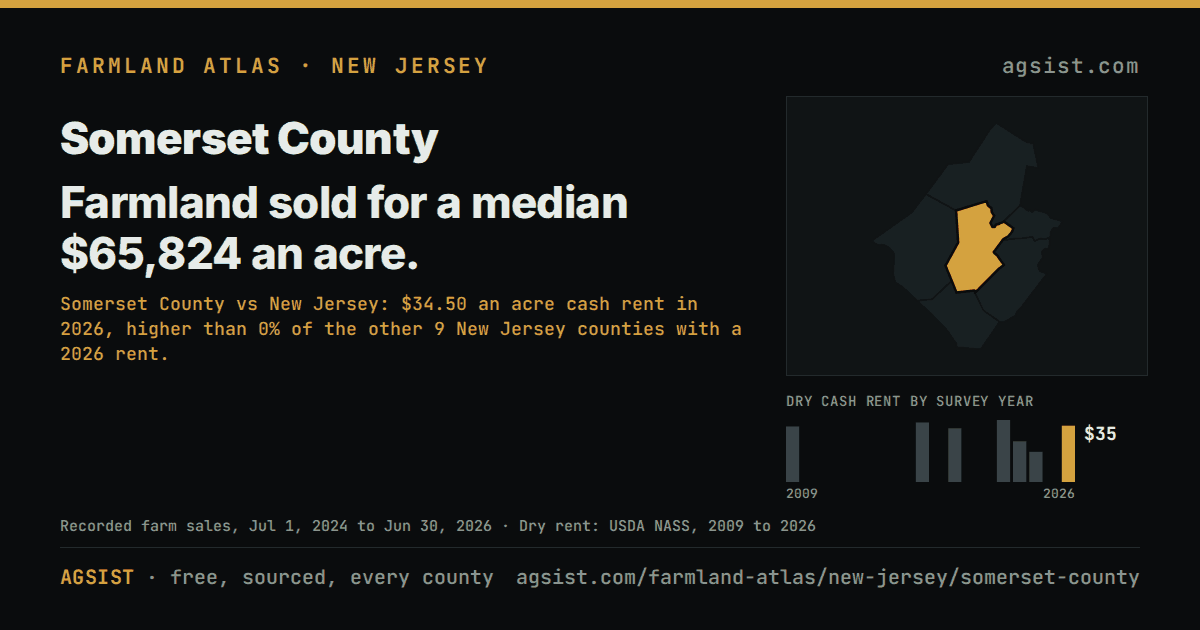 FARMLAND ATLAS · NEW JERSEY
agsist.com
Somerset County
Farmland sold for a median
$65,824 an acre.
Somerset County vs New Jersey: $34.50 an acre cash rent in
2026, higher than 0% of the other 9 New Jersey counties with a
2026 rent.
DRY CASH RENT BY SURVEY YEAR
$35
2009
2026
Recorded farm sales, Jul 1, 2024 to Jun 30, 2026 · Dry rent: USDA NASS, 2009 to 2026
AGSIST · free, sourced, every county
agsist.com/farmland-atlas/new-jersey/somerset-county